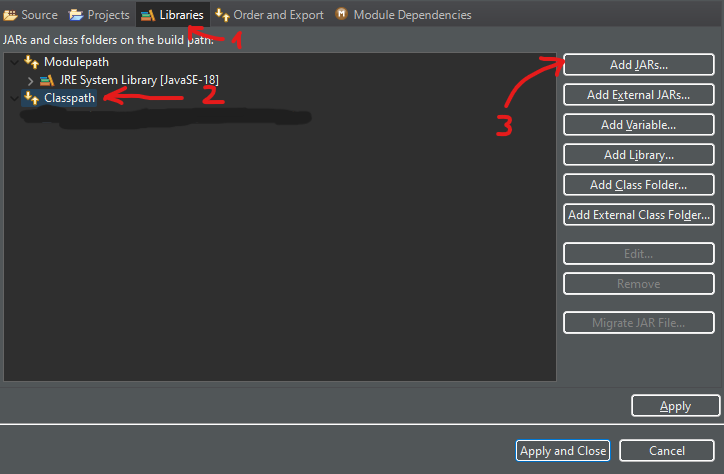 Source Projects Libraries Order and Export Module Dependencies
1
JARs and class folders on the build path:
Modulepath
JRE System Library [JavaSE-18]
Classpath
2
3
Add JARs...
Add External JARs...
Add Variable...
Add Library...
Add Class Folder...
Add External Class Folder...
Edit...
Remove
Migrate JAR File...
Apply
Apply and Close
Cancel